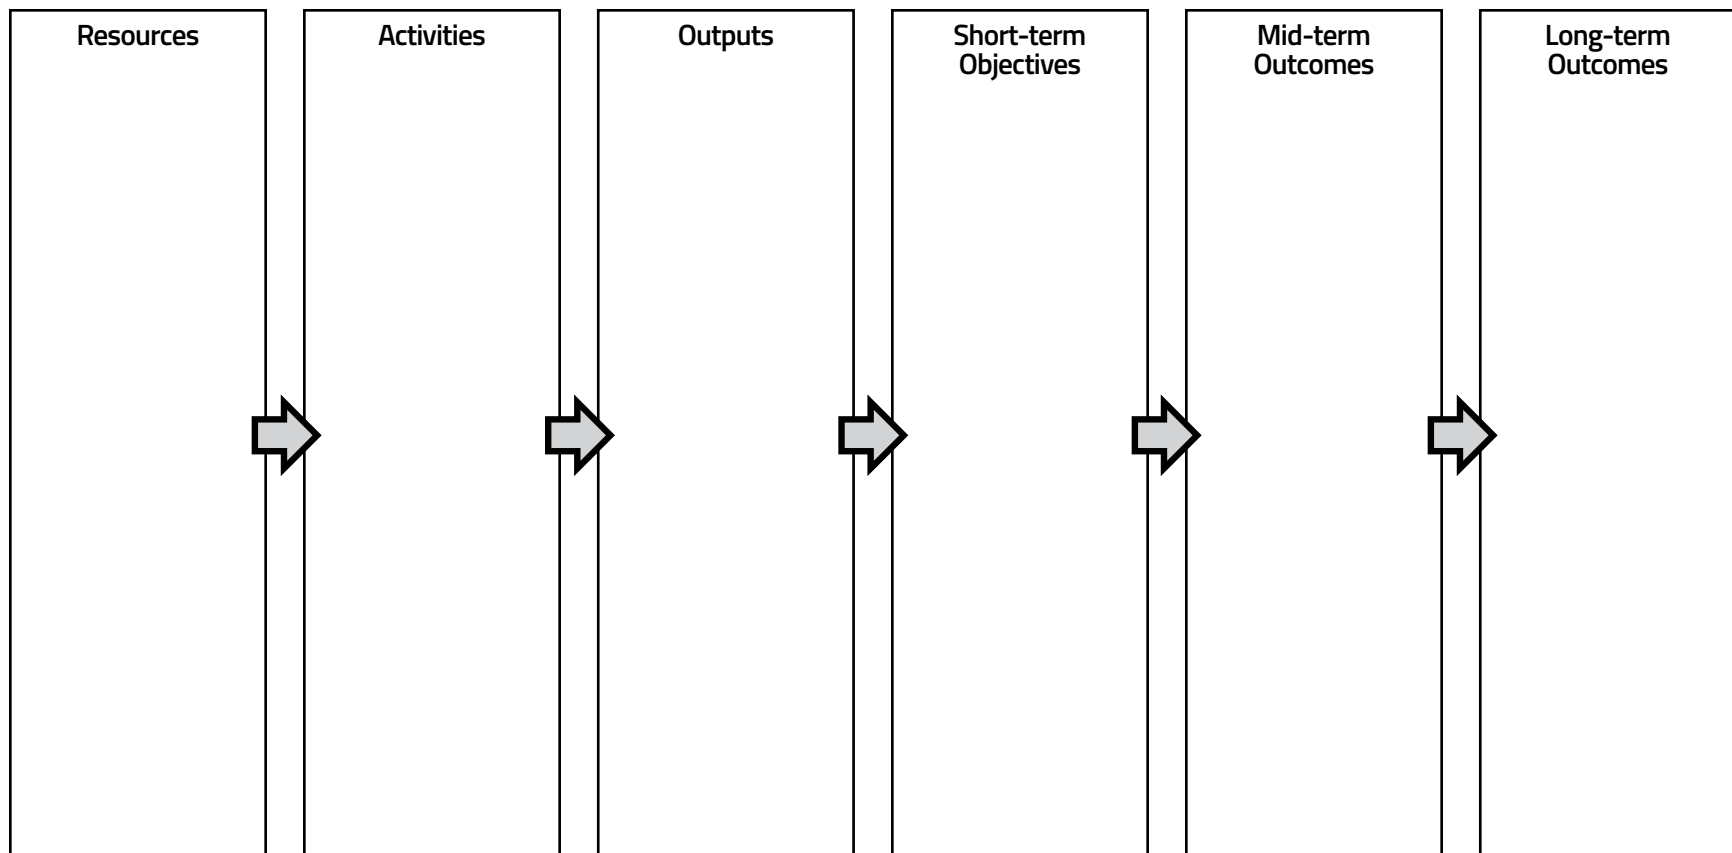 Resources
Activities
Outputs
Short-term
Objectives
Mid-term
Outcomes
Long-term
Outcomes